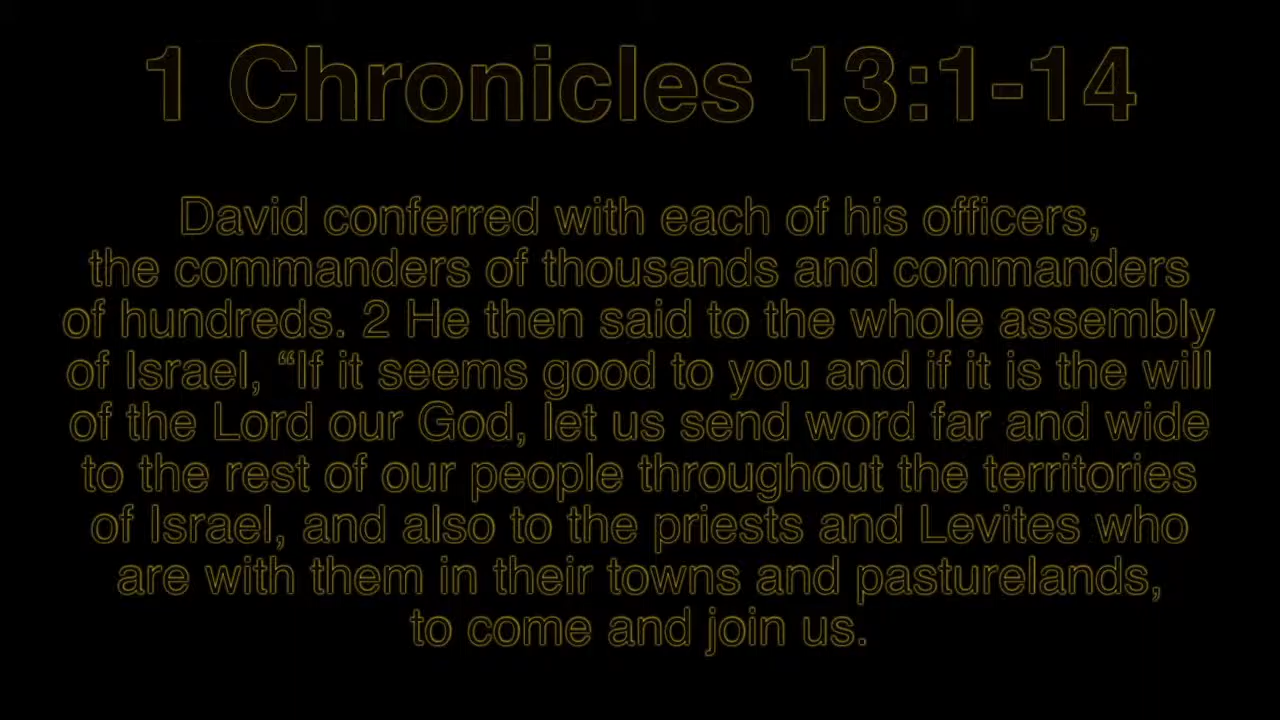 1 Chronicles 13:1-14
David conferred with each of his officers,
the commanders of thousands and commanders
of hundreds. 2 He then said to the whole assembly
of Israel, “If it seems good to you and if it is the will
of the Lord our God, let us send word far and wide
to the rest of our people throughout the territories
of Israel, and also to the priests and Levites who
are with them in their towns and pasturelands,
to come and join us.